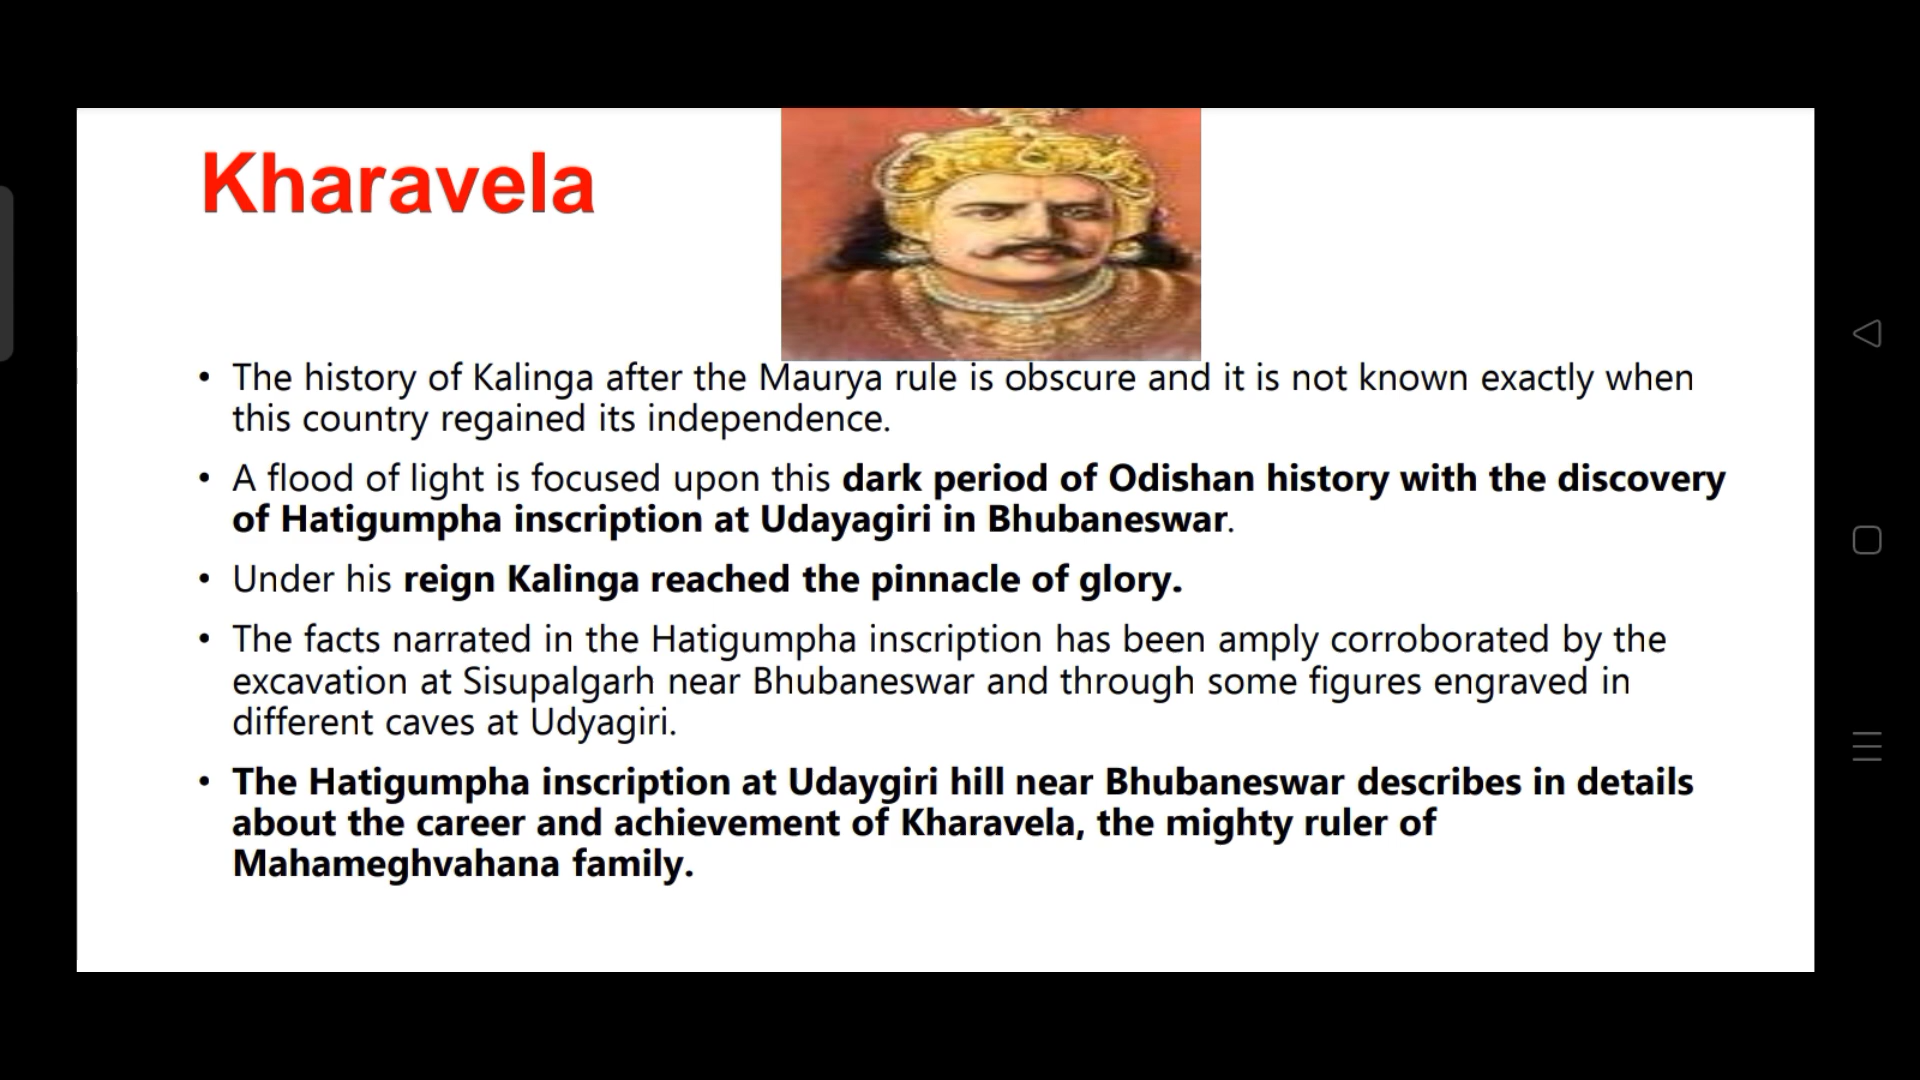 Kharavela
• The history of Kalinga after the Maurya rule is obscure and it is not known exactly when
this country regained its independence.
• A flood of light is focused upon this dark period of Odishan history with the discovery
of Hatigumpha inscription at Udayagiri in Bhubaneswar.
• Under his reign Kalinga reached the pinnacle of glory.
• The facts narrated in the Hatigumpha inscription has been amply corroborated by the
excavation at Sisupalgarh near Bhubaneswar and through some figures engraved in
different caves at Udyagiri.
• The Hatigumpha inscription at Udaygiri hill near Bhubaneswar describes in details
about the career and achievement of Kharavela, the mighty ruler of
Mahameghvahana family.